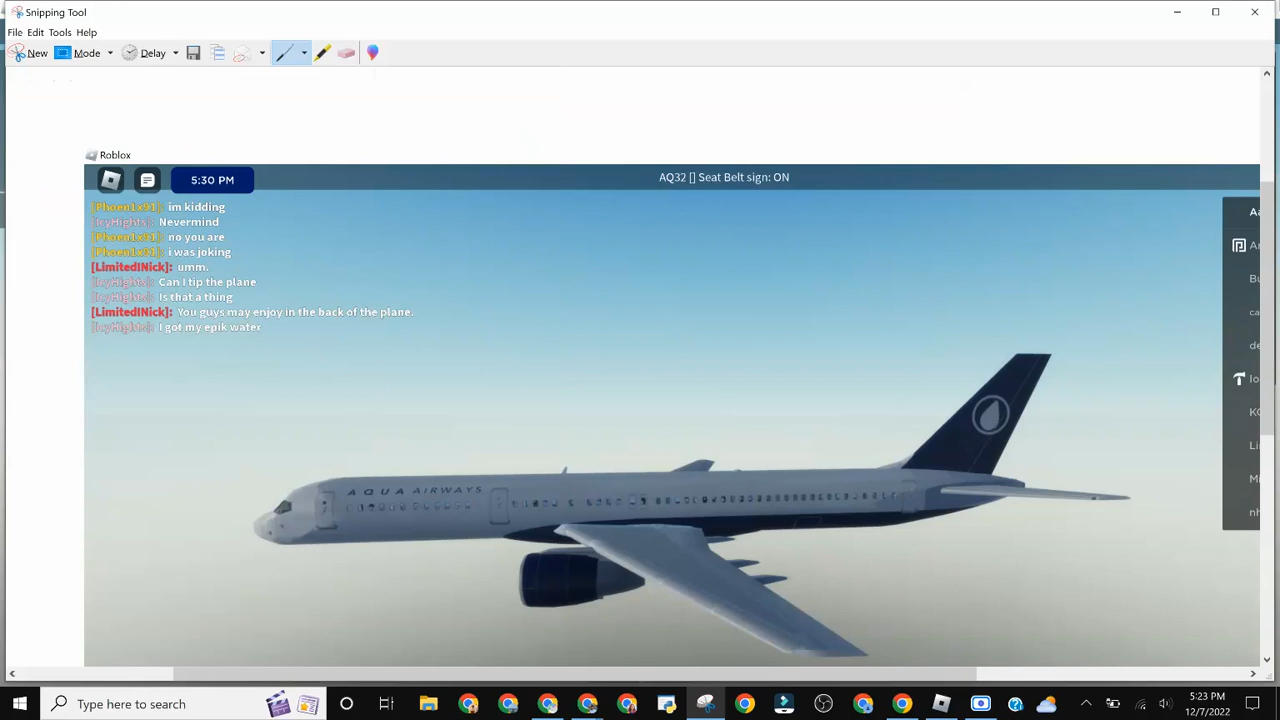 Snipping Tool
File Edit Tools Help
New Mode Delay
Roblox
5:30 PM
AQ32 [] Seat Belt sign: ON
[Phoen1x91]: im kidding
[IcyHights]: Nevermind
[Phoen1x91]: no you are
[Phoen1x91]: i was joking
[LimitedINick]: umm.
[IcyHights]: Can I tip the plane
[IcyHights]: Is that a thing
[LimitedINick]: You guys may enjoy in the back of the plane.
[IcyHights]: I got my epik water
AQUA AIRWAYS
Type here to search
5:23 PM
12/7/2022